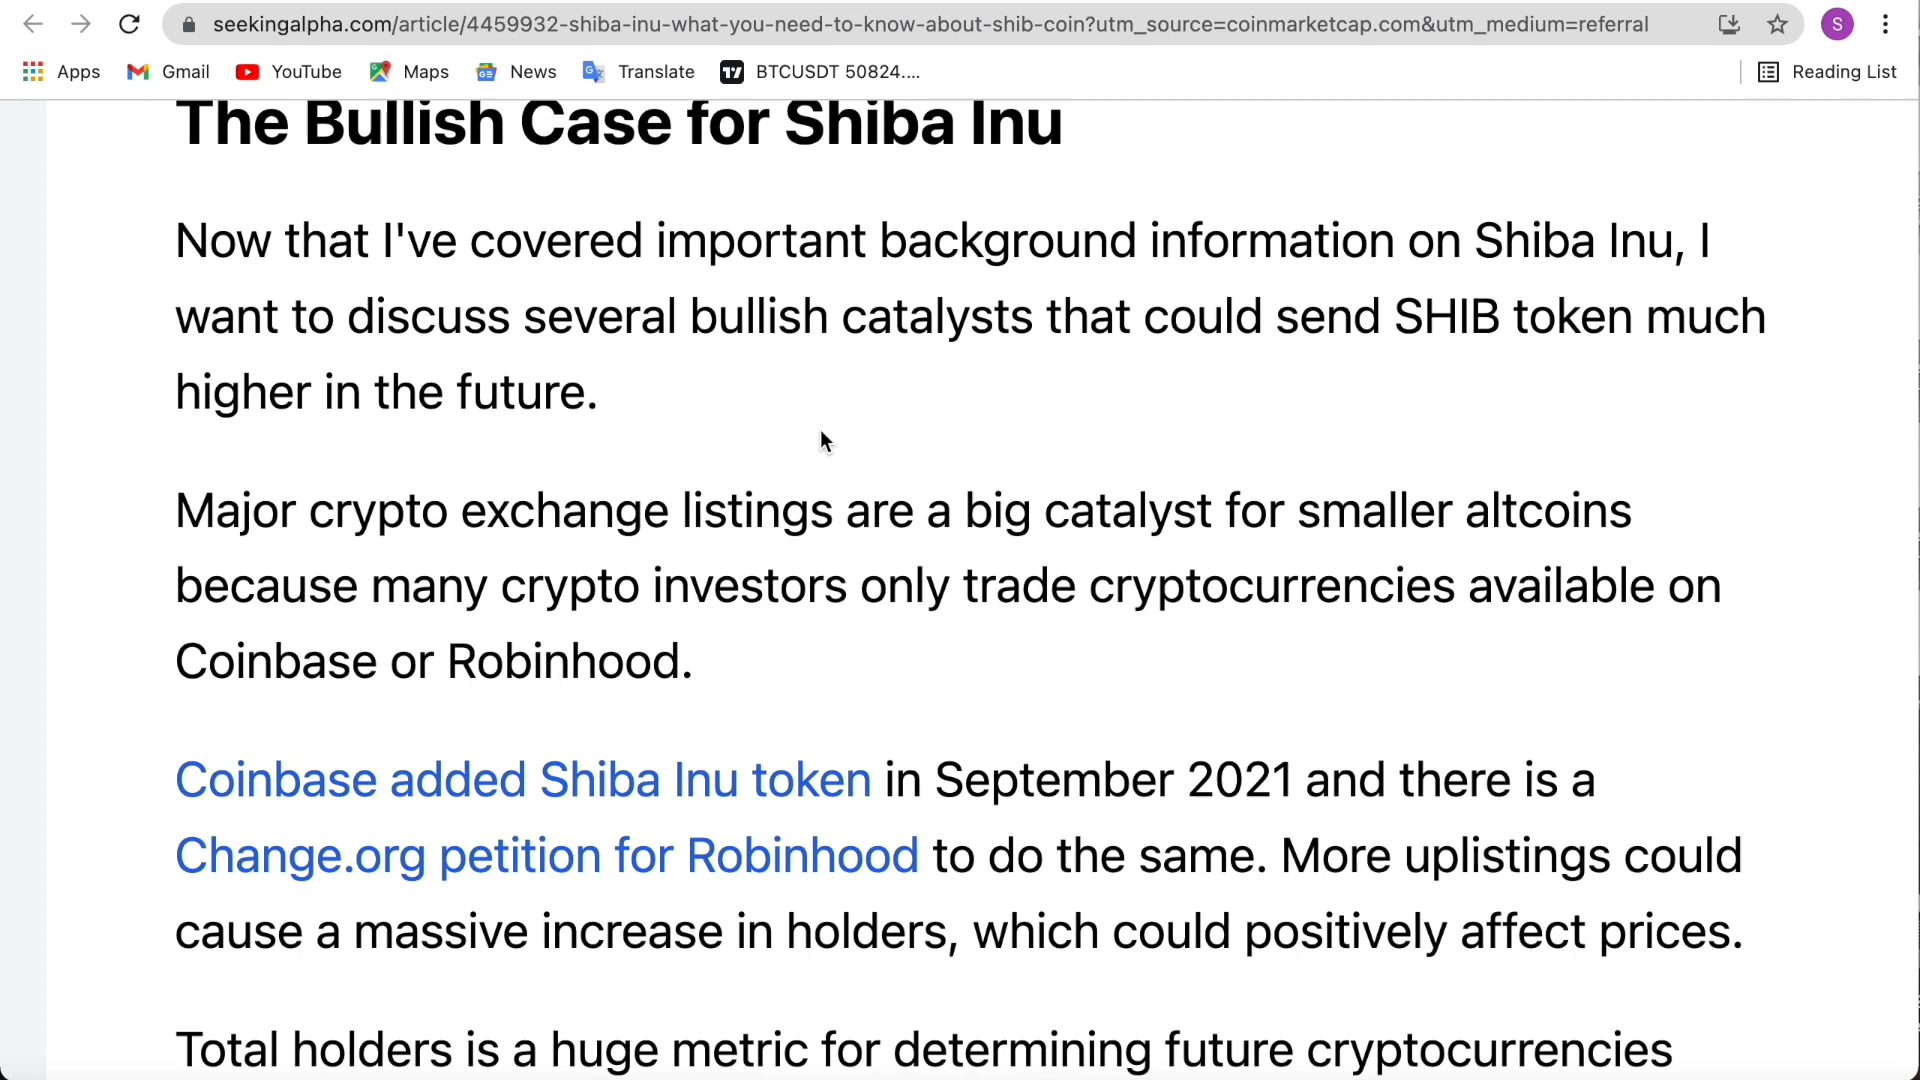 seekingalpha.com/article/4459932-shiba-inu-what-you-need-to-know-about-shib-coin?utm_source=coinmarketcap.com&utm_medium=referral
S
Apps Gmail YouTube Maps News Translate BTCUSDT 50824.... Reading List
The Bullish Case for Shiba Inu
Now that I've covered important background information on Shiba Inu, I
want to discuss several bullish catalysts that could send SHIB token much
higher in the future.
Major crypto exchange listings are a big catalyst for smaller altcoins
because many crypto investors only trade cryptocurrencies available on
Coinbase or Robinhood.
Coinbase added Shiba Inu token in September 2021 and there is a
Change.org petition for Robinhood to do the same. More uplistings could
cause a massive increase in holders, which could positively affect prices.
Total holders is a huge metric for determining future cryptocurrencies